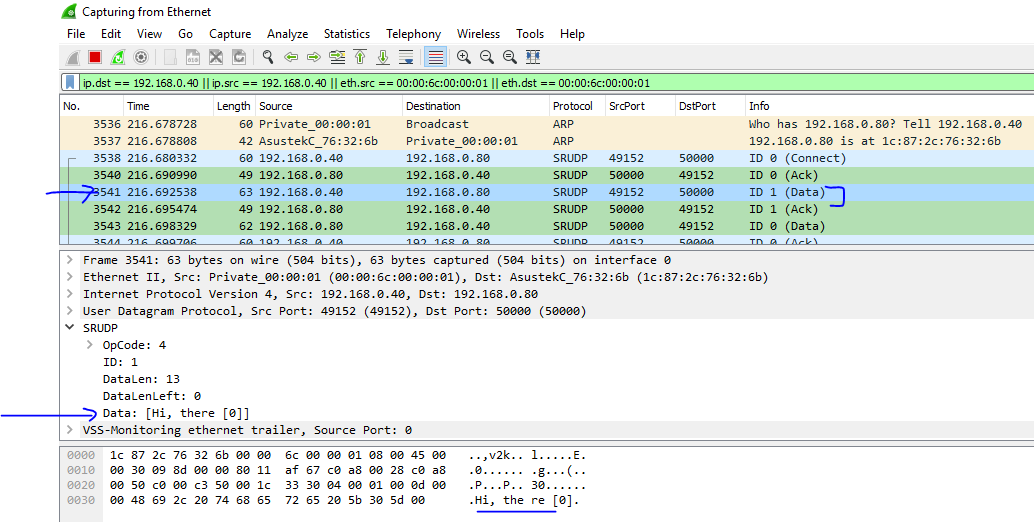 Capturing from Ethernet
File Edit View Go Capture Analyze Statistics Telephony Wireless Tools Help
ip.dst == 192.168.0.40 || ip.src == 192.168.0.40 || eth.src == 00:00:6c:00:00:01 || eth.dst == 00:00:6c:00:00:01
No. Time Length Source Destination Protocol SrcPort DstPort Info
3536 216.678728 60 Private_00:00:01 Broadcast ARP Who has 192.168.0.80? Tell 192.168.0.40
3537 216.678808 42 AsustekC_76:32:6b Private_00:00:01 ARP 192.168.0.80 is at 1c:87:2c:76:32:6b
3538 216.680332 60 192.168.0.40 192.168.0.80 SRUDP 49152 50000 ID 0 (Connect)
3540 216.690990 49 192.168.0.80 192.168.0.40 SRUDP 50000 49152 ID 0 (Ack)
3541 216.692538 63 192.168.0.40 192.168.0.80 SRUDP 49152 50000 ID 1 (Data)
3542 216.695474 49 192.168.0.80 192.168.0.40 SRUDP 50000 49152 ID 1 (Ack)
3543 216.698329 62 192.168.0.80 192.168.0.40 SRUDP 50000 49152 ID 0 (Data)
3544 216.699706 60 192.168.0.40 192.168.0.80 SRUDP 49152 50000 ID 0 (Ack)
Frame 3541: 63 bytes on wire (504 bits), 63 bytes captured (504 bits) on interface 0
Ethernet II, Src: Private_00:00:01 (00:00:6c:00:00:01), Dst: AsustekC_76:32:6b (1c:87:2c:76:32:6b)
Internet Protocol Version 4, Src: 192.168.0.40, Dst: 192.168.0.80
User Datagram Protocol, Src Port: 49152 (49152), Dst Port: 50000 (50000)
SRUDP
OpCode: 4
ID: 1
DataLen: 13
DataLenLeft: 0
Data: [Hi, there [0]]
VSS-Monitoring ethernet trailer, Source Port: 0
0000 1c 87 2c 76 32 6b 00 00 6c 00 00 01 08 00 45 00 ..,v2k.. l.....E.
0010 00 30 09 8d 00 00 80 11 af 67 c0 a8 00 28 c0 a8 .0...... .g...(..
0020 00 50 c0 00 c3 50 00 1c 33 30 04 00 01 00 0d 00 .P...P.. 30......
0030 00 48 69 2c 20 74 68 65 72 65 20 5b 30 5d 00 .Hi, the re [0].